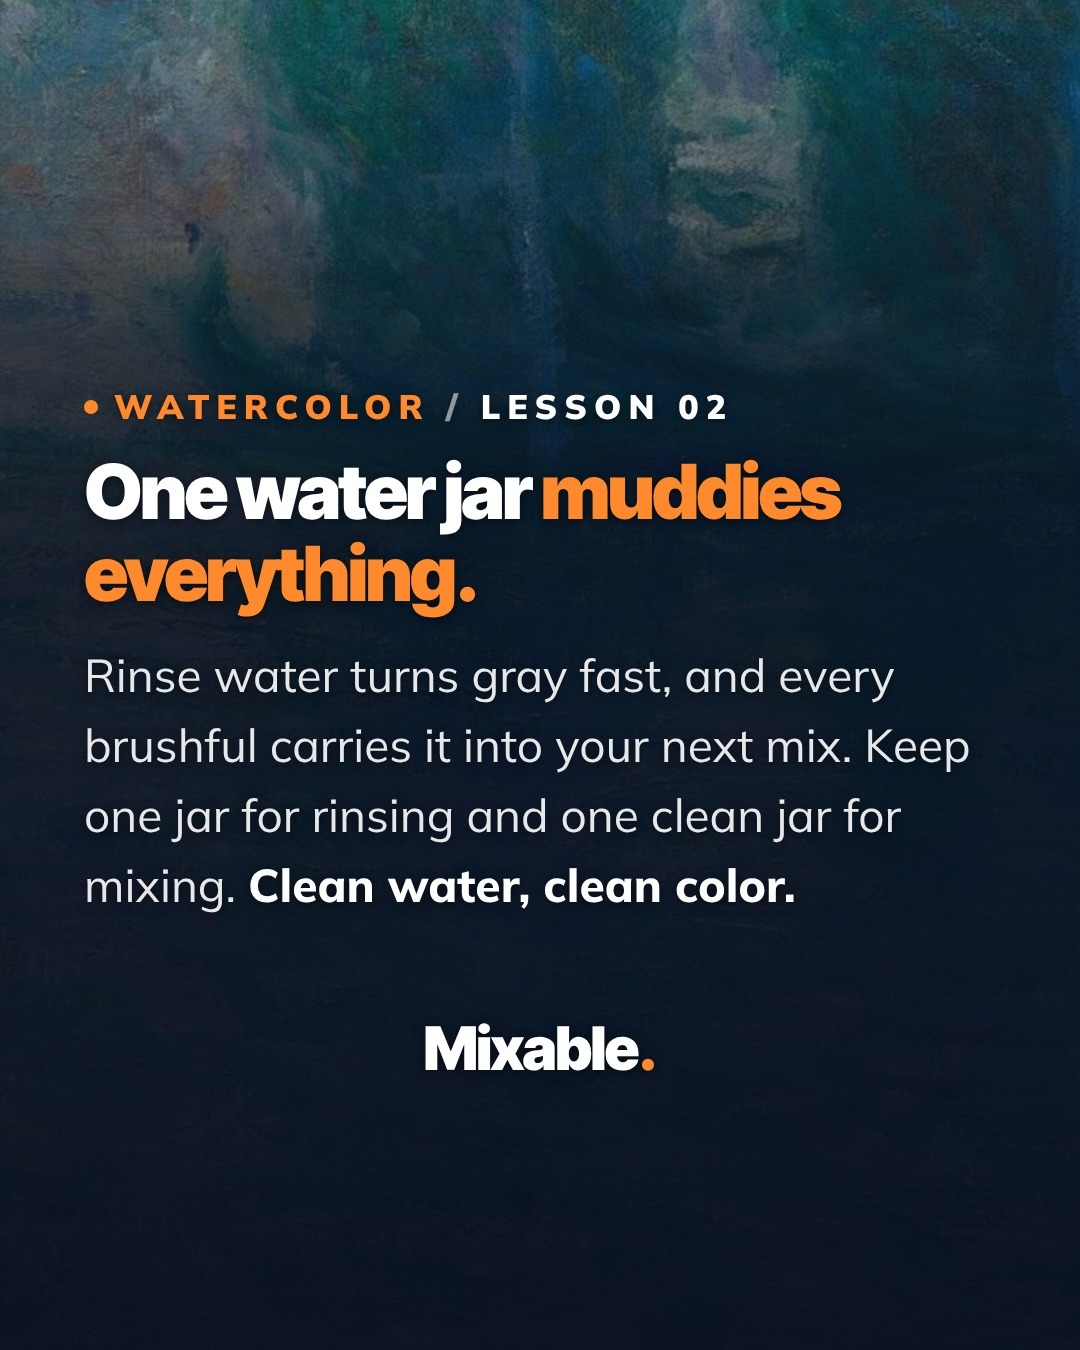 • WATERCOLOR / LESSON 02
One water jar muddies
everything.
Rinse water turns gray fast, and every
brushful carries it into your next mix. Keep
one jar for rinsing and one clean jar for
mixing. Clean water, clean color.
Mixable.